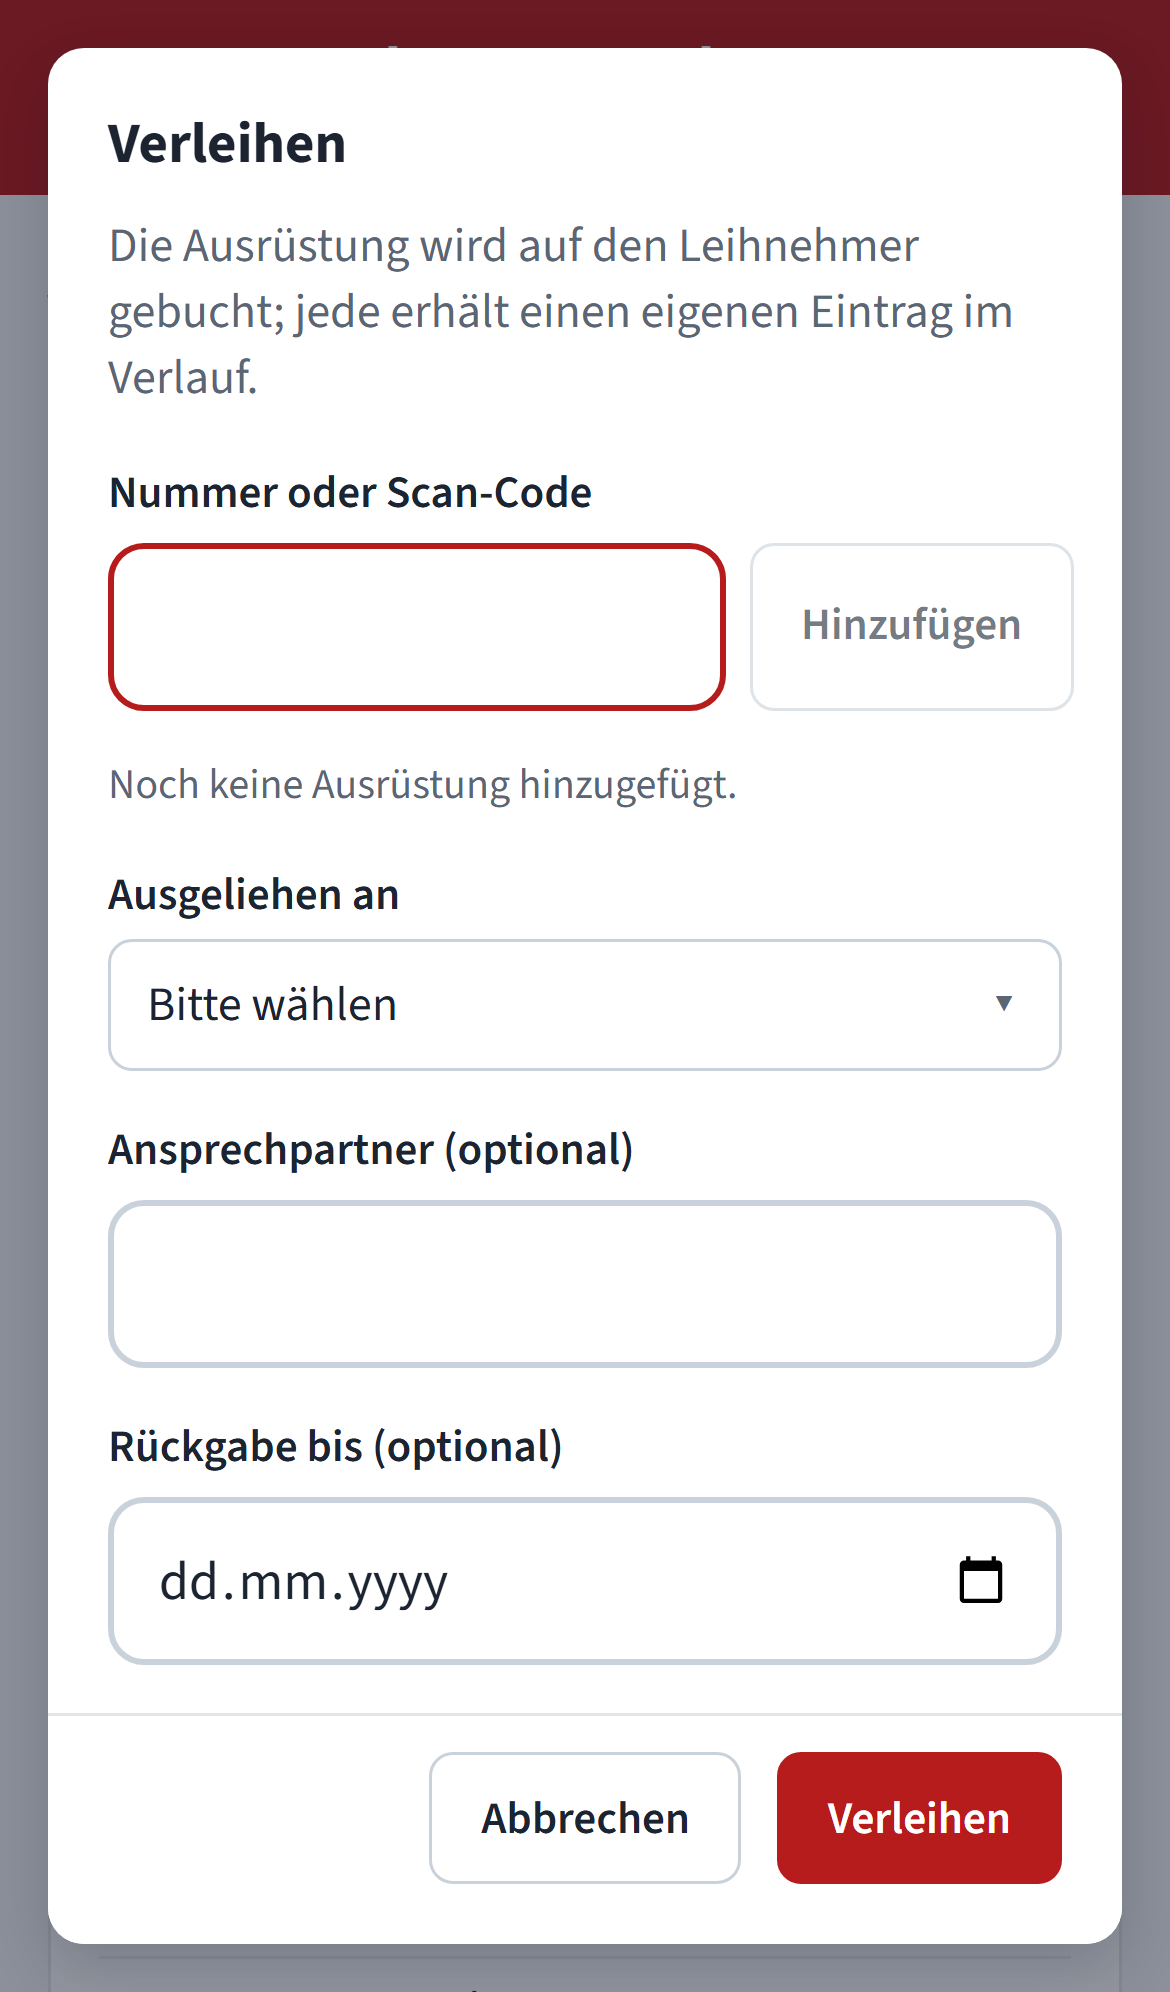 Verleihen
Die Ausrüstung wird auf den Leihnehmer
gebucht; jede erhält einen eigenen Eintrag im
Verlauf.
Nummer oder Scan-Code
Hinzufügen
Noch keine Ausrüstung hinzugefügt.
Ausgeliehen an
Bitte wählen
Ansprechpartner (optional)
Rückgabe bis (optional)
dd.mm.yyyy
Abbrechen
Verleihen